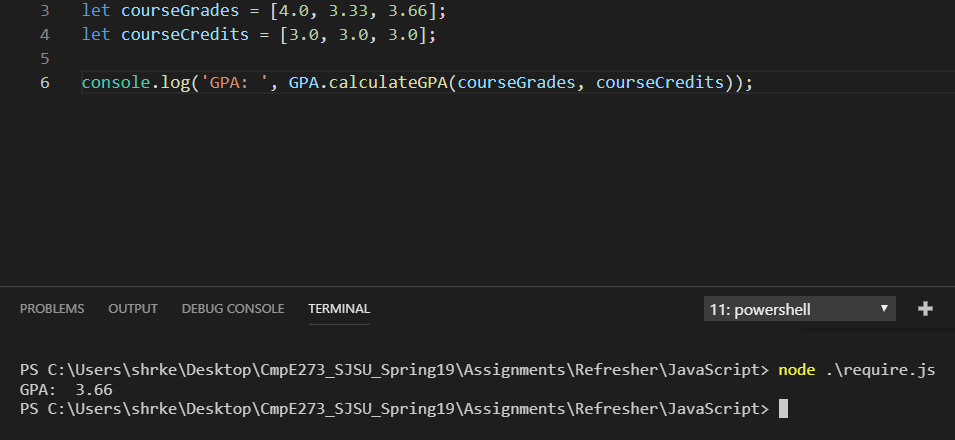 3 let courseGrades = [4.0, 3.33, 3.66];
4 let courseCredits = [3.0, 3.0, 3.0];
5
6 console.log('GPA: ', GPA.calculateGPA(courseGrades, courseCredits));
PROBLEMS OUTPUT DEBUG CONSOLE TERMINAL 11: powershell
PS C:\Users\shrke\Desktop\CmpE273_SJSU_Spring19\Assignments\Refresher\JavaScript> node .\require.js
GPA:  3.66
PS C:\Users\shrke\Desktop\CmpE273_SJSU_Spring19\Assignments\Refresher\JavaScript>